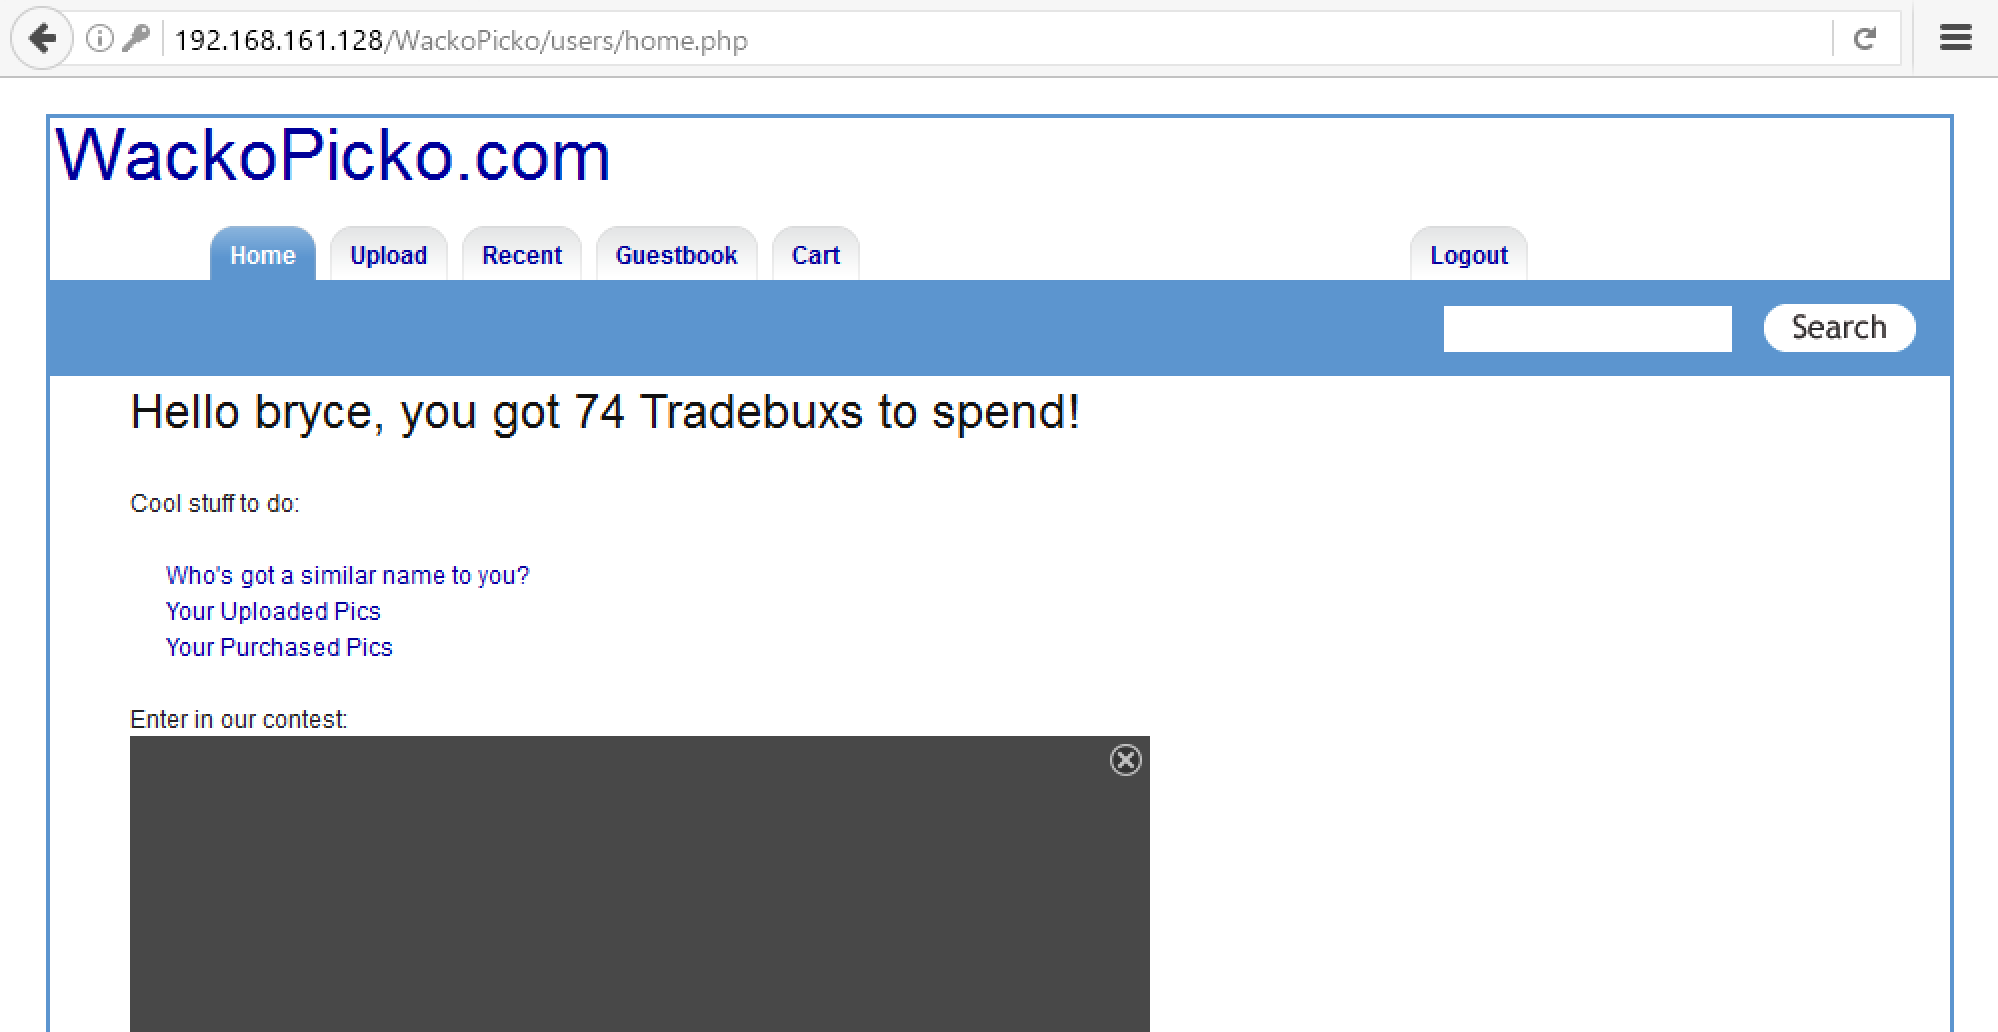 192.168.161.128/WackoPicko/users/home.php
WackoPicko.com
Home Upload Recent Guestbook Cart Logout
Search
Hello bryce, you got 74 Tradebuxs to spend!
Cool stuff to do:
Who's got a similar name to you?
Your Uploaded Pics
Your Purchased Pics
Enter in our contest: